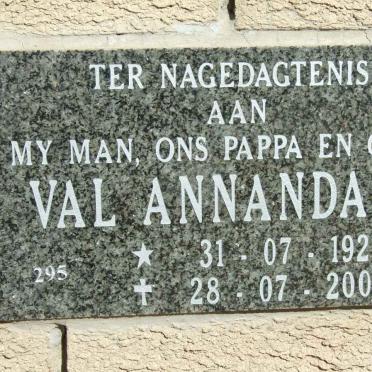 TER NAGEDAGTENIS
AAN
MY MAN, ONS PAPPA EN
VAL ANNANDA
★ 31 - 07 - 192
295
✝ 28 - 07 - 200